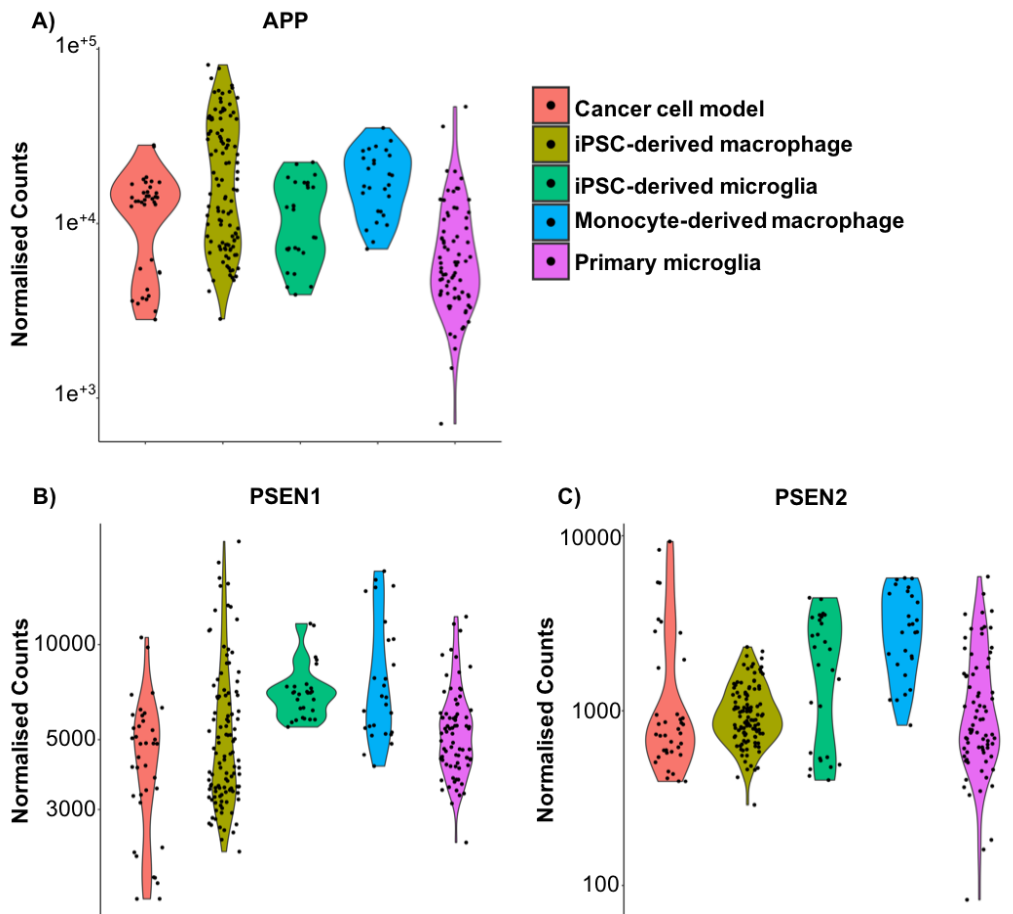 A) APP
1e+5
1e+4
1e+3
Normalised Counts
Cancer cell model
iPSC-derived macrophage
iPSC-derived microglia
Monocyte-derived macrophage
Primary microglia
B) PSEN1
10000
5000
3000
Normalised Counts
C) PSEN2
10000
1000
100
Normalised Counts